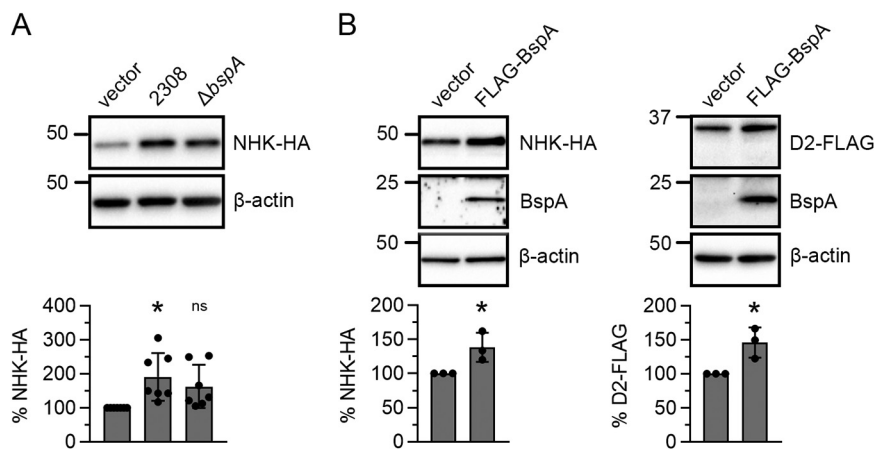 A
vector
2308
ΔbspA
50
NHK-HA
50
β-actin
% NHK-HA
400
300
200
100
0
*
ns
B
vector
FLAG-BspA
50
NHK-HA
25
BspA
50
β-actin
% NHK-HA
200
150
100
50
0
*
vector
FLAG-BspA
37
D2-FLAG
25
BspA
50
β-actin
% D2-FLAG
200
150
100
50
0
*